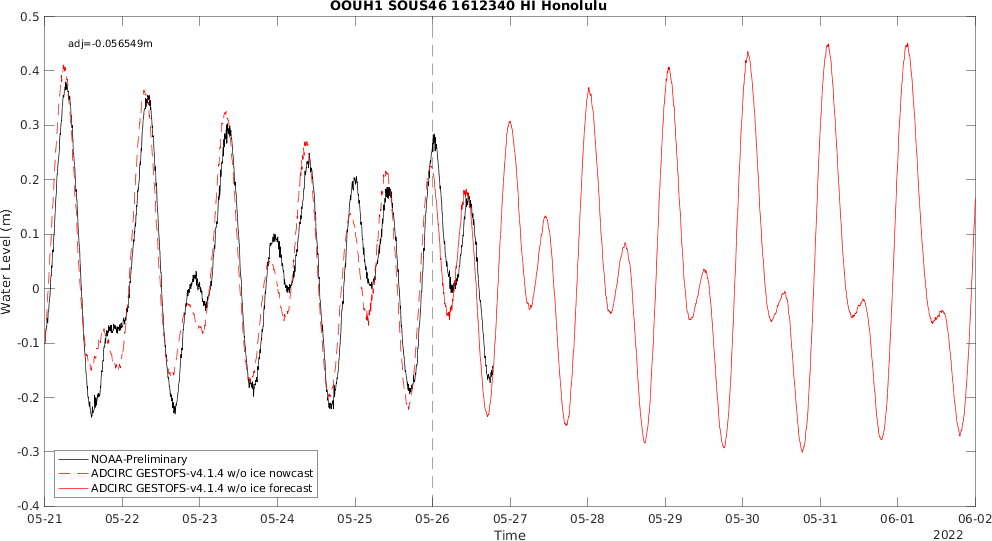 OOUH1 SOUS46 1612340 HI Honolulu
adj=-0.056549m
0.5
0.4
0.3
0.2
0.1
0
-0.1
-0.2
-0.3
-0.4
Water Level (m)
NOAA-Preliminary
ADCIRC GESTOFS-v4.1.4 w/o ice nowcast
ADCIRC GESTOFS-v4.1.4 w/o ice forecast
05-21 05-22 05-23 05-24 05-25 05-26 05-27 05-28 05-29 05-30 05-31 06-01 06-02
Time
2022